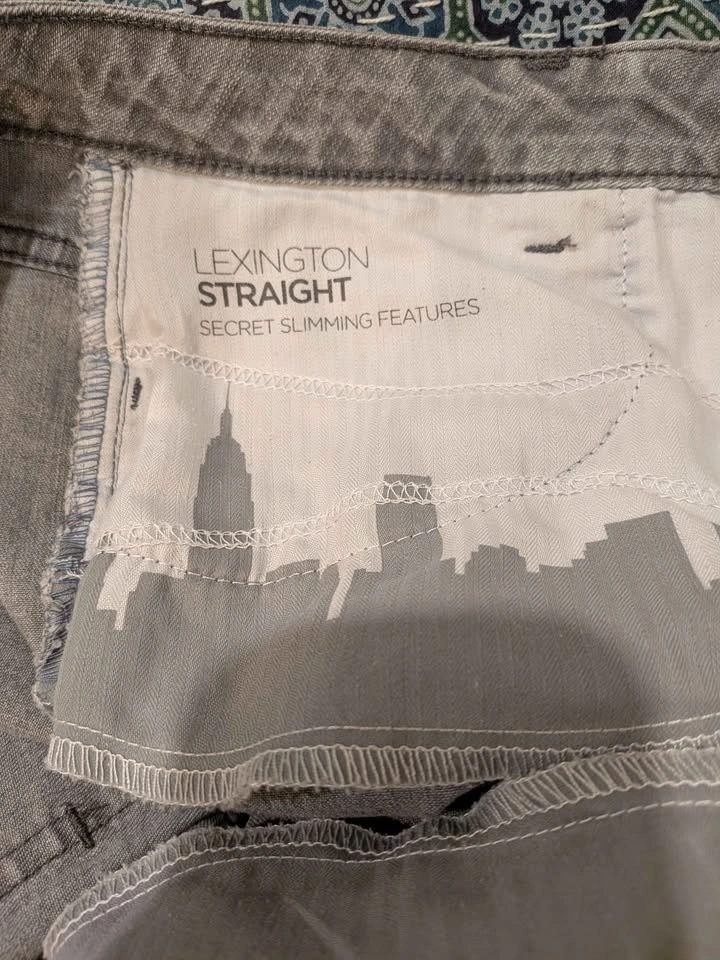 LEXINGTON
STRAIGHT
SECRET SLIMMING FEATURES